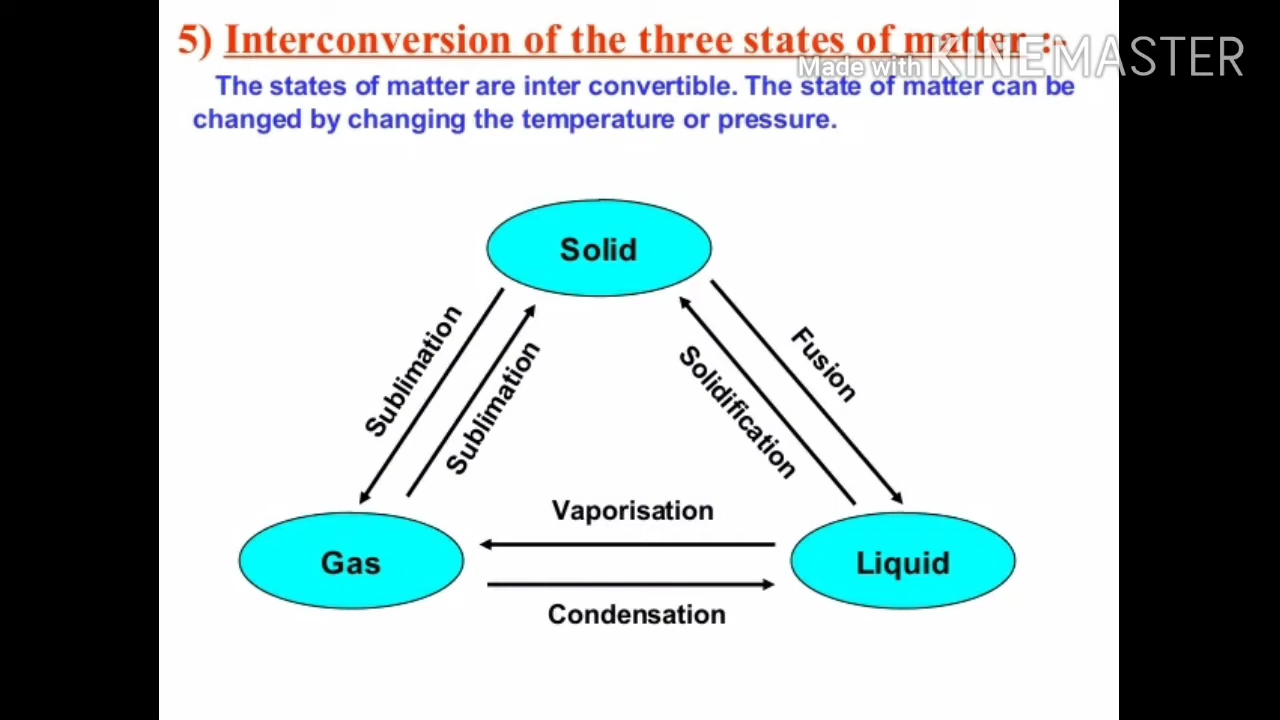 5) Interconversion of the three states of matter :-
Made with KINEMASTER
The states of matter are inter convertible. The state of matter can be
changed by changing the temperature or pressure.
Solid
Sublimation
Sublimation
Solidification
Fusion
Vaporisation
Gas
Liquid
Condensation